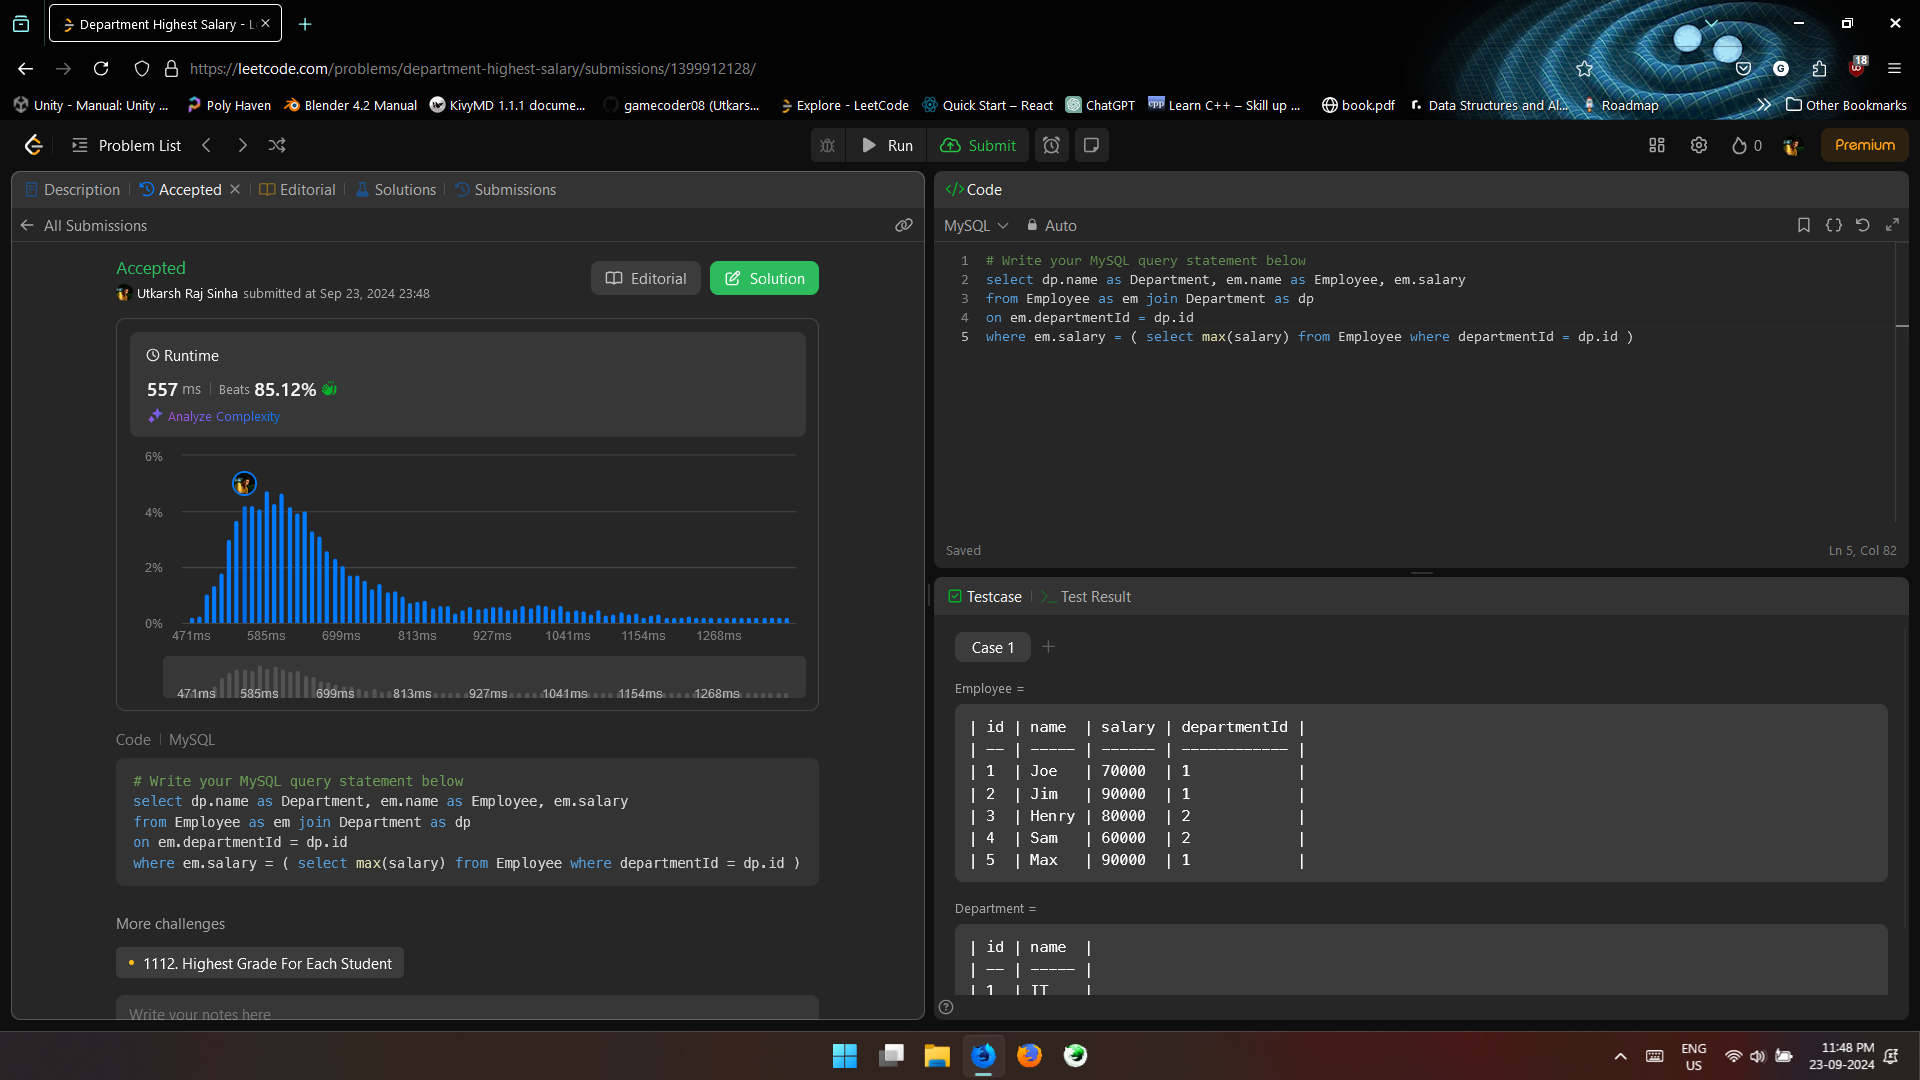 Department Highest Salary - L
https://leetcode.com/problems/department-highest-salary/submissions/1399912128/
18
Unity - Manual: Unity ...
Poly Haven
Blender 4.2 Manual
KivyMD 1.1.1 docume...
gamecoder08 (Utkars...
Explore - LeetCode
Quick Start – React
ChatGPT
Learn C++ – Skill up ...
book.pdf
Data Structures and Al...
Roadmap
Other Bookmarks
Problem List
Run
Submit
0
Premium
Description
Accepted
Editorial
Solutions
Submissions
All Submissions
Accepted
Utkarsh Raj Sinha submitted at Sep 23, 2024 23:48
Editorial
Solution
Runtime
557 ms | Beats 85.12%
Analyze Complexity
6%
4%
2%
0%
471ms 585ms 699ms 813ms 927ms 1041ms 1154ms 1268ms
471ms 585ms 699ms 813ms 927ms 1041ms 1154ms 1268ms
Code | MySQL
# Write your MySQL query statement below
select dp.name as Department, em.name as Employee, em.salary
from Employee as em join Department as dp
on em.departmentId = dp.id
where em.salary = ( select max(salary) from Employee where departmentId = dp.id )
More challenges
1112. Highest Grade For Each Student
Write your notes here
</> Code
MySQL
Auto
1 # Write your MySQL query statement below
2 select dp.name as Department, em.name as Employee, em.salary
3 from Employee as em join Department as dp
4 on em.departmentId = dp.id
5 where em.salary = ( select max(salary) from Employee where departmentId = dp.id )
Saved
Ln 5, Col 82
Testcase
>_ Test Result
Case 1
Employee =
| id | name | salary | departmentId |
| -- | ----- | ------ | ------------ |
| 1 | Joe | 70000 | 1 |
| 2 | Jim | 90000 | 1 |
| 3 | Henry | 80000 | 2 |
| 4 | Sam | 60000 | 2 |
| 5 | Max | 90000 | 1 |
Department =
| id | name |
| -- | ----- |
| 1 | IT |
ENG
US
11:48 PM
23-09-2024